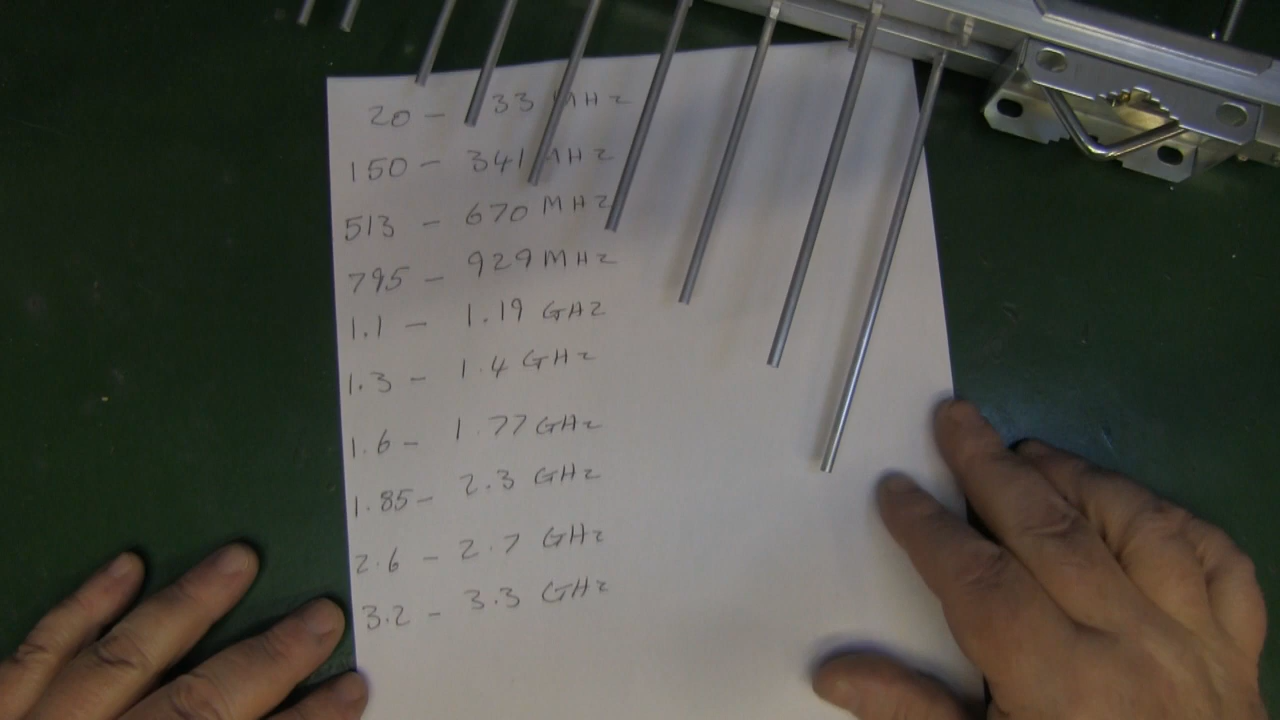 20 - 33 MHz
150 - 341 MHz
513 - 670 MHz
795 - 929 MHz
1.1 - 1.19 GHz
1.3 - 1.4 GHz
1.6 - 1.77 GHz
1.85 - 2.3 GHz
2.6 - 2.7 GHz
3.2 - 3.3 GHz